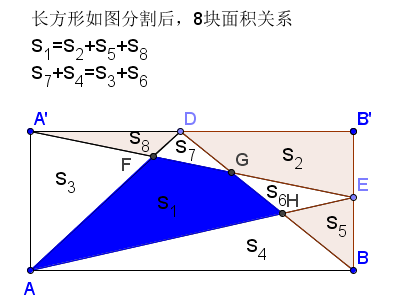 长方形如图分割后，8块面积关系
S₁=S₂+S₅+S₈
S₇+S₄=S₃+S₆
A' D B'
S₈ S₇
F G S₂
S₃ E
S₆ H
S₁ S₅
S₄
A B